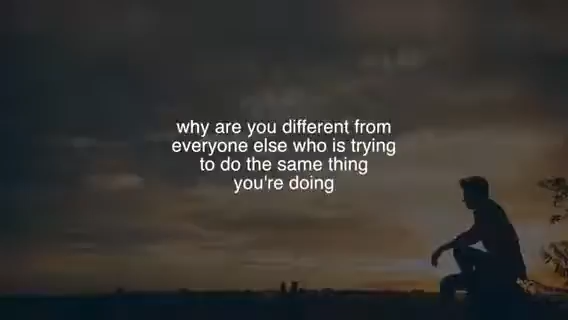 why are you different from
everyone else who is trying
to do the same thing
you're doing